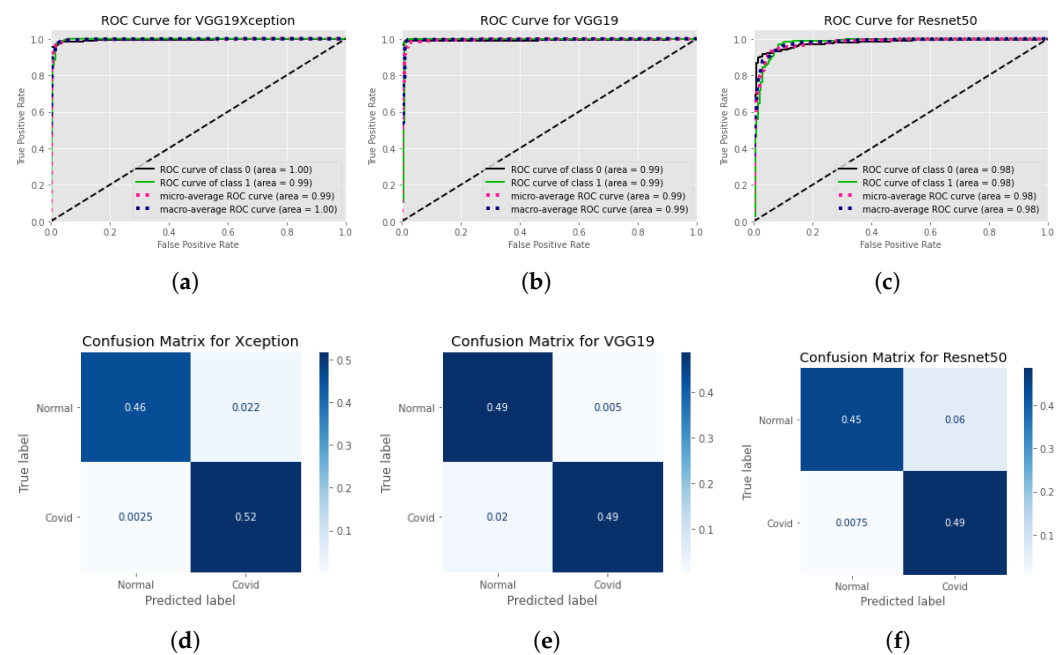 ROC Curve for VGG19Xception
1.0
0.8
0.6
0.4
0.2
0.0
True Positive Rate
ROC curve of class 0 (area = 1.00)
ROC curve of class 1 (area = 0.99)
micro-average ROC curve (area = 0.99)
macro-average ROC curve (area = 1.00)
0.0 0.2 0.4 0.6 0.8 1.0
False Positive Rate
(a)
ROC Curve for VGG19
1.0
0.8
0.6
0.4
0.2
0.0
True Positive Rate
ROC curve of class 0 (area = 0.99)
ROC curve of class 1 (area = 0.99)
micro-average ROC curve (area = 0.99)
macro-average ROC curve (area = 0.99)
0.0 0.2 0.4 0.6 0.8 1.0
False Positive Rate
(b)
ROC Curve for Resnet50
1.0
0.8
0.6
0.4
0.2
0.0
True Positive Rate
ROC curve of class 0 (area = 0.98)
ROC curve of class 1 (area = 0.98)
micro-average ROC curve (area = 0.98)
macro-average ROC curve (area = 0.98)
0.0 0.2 0.4 0.6 0.8 1.0
False Positive Rate
(c)
Confusion Matrix for Xception
True label
Normal 0.46 0.022
Covid 0.0025 0.52
Normal Covid
Predicted label
0.5
0.4
0.3
0.2
0.1
(d)
Confusion Matrix for VGG19
True label
Normal 0.49 0.005
Covid 0.02 0.49
Normal Covid
Predicted label
0.4
0.3
0.2
0.1
(e)
Confusion Matrix for Resnet50
True label
Normal 0.45 0.06
Covid 0.0075 0.49
Normal Covid
Predicted label
0.4
0.3
0.2
0.1
(f)